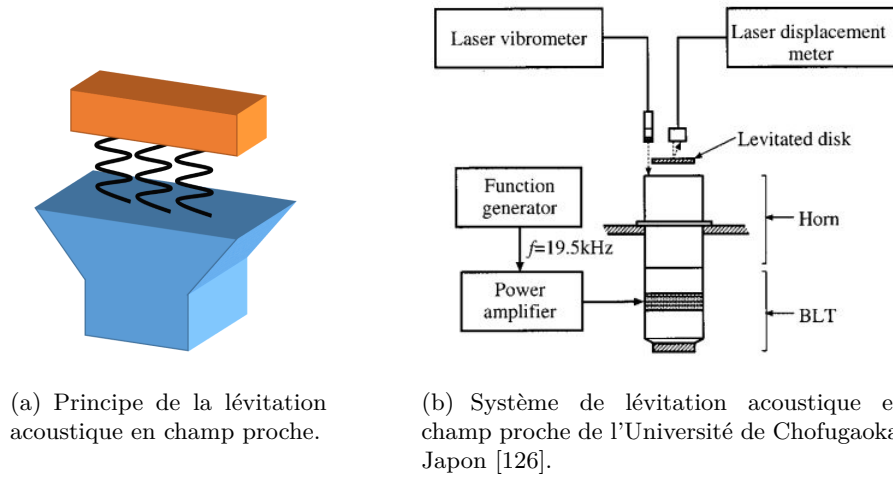 Laser vibrometer
Laser displacement
meter
Levitated disk
Function
generator
Horn
f=19.5kHz
Power
amplifier
BLT
(a) Principe de la lévitation
acoustique en champ proche.
(b) Système de lévitation acoustique e
champ proche de l'Université de Chofugaoka
Japon [126].